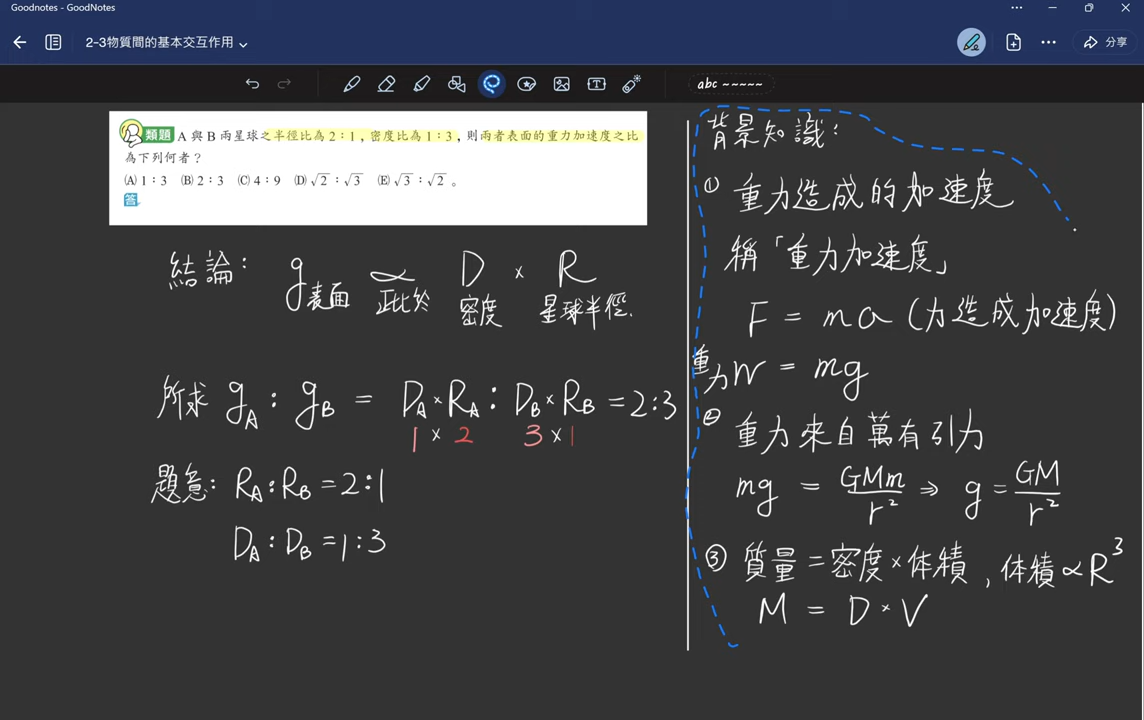 Goodnotes - GoodNotes
2-3物質間的基本交互作用
分享
abc ~~~~~
類題 A 與 B 兩星球之半徑比為 2：1，密度比為 1：3，則兩者表面的重力加速度之比
為下列何者？
(A) 1：3 (B) 2：3 (C) 4：9 (D) √2：√3 (E) √3：√2 。
答
結論： g表面 ∝ D × R
正比於 密度 星球半徑.
所求 gA : gB = DA×RA : DB×RB = 2:3
1 × 2 3 × 1
題意： RA:RB = 2:1
DA:DB = 1:3
背景知識：
① 重力造成的加速度
稱「重力加速度」
F = ma (力造成加速度)
重力W = mg
② 重力來自萬有引力
mg = GMm/r² ⇒ g = GM/r²
③ 質量 = 密度×体積, 体積∝R³
M = D × V